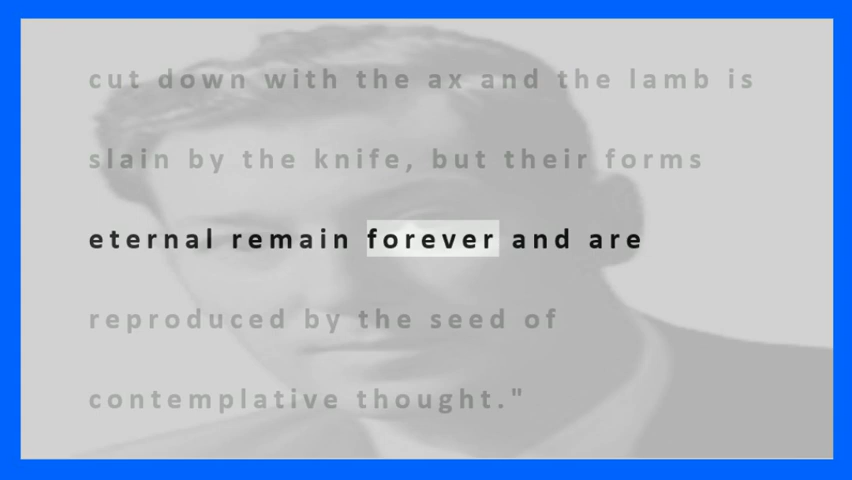 cut down with the ax and the lamb is
slain by the knife, but their forms
eternal remain forever and are
reproduced by the seed of
contemplative thought."